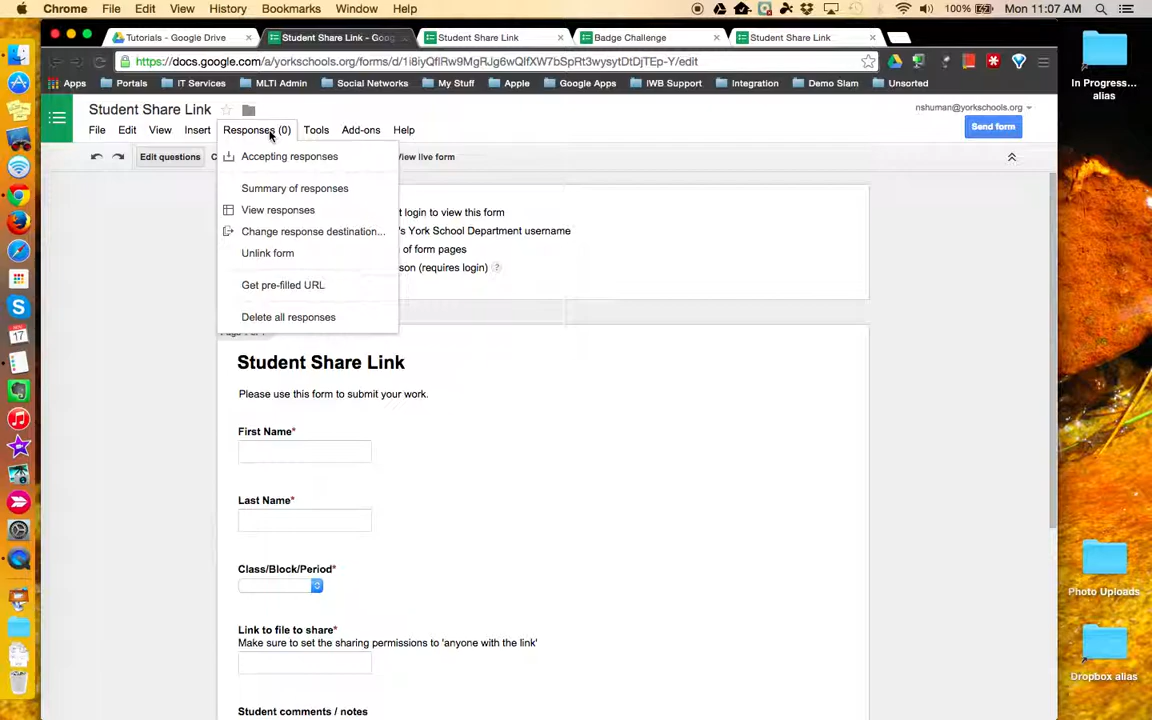 Chrome File Edit View History Bookmarks Window Help 100% Mon 11:07 AM
Tutorials - Google Drive Student Share Link - Goog Student Share Link Badge Challenge Student Share Link
https://docs.google.com/a/yorkschools.org/forms/d/1i8iyQflRw9MgRJg6wQIfXW7bSpRt3wysytDtDjTEp-Y/edit
Apps Portals IT Services MLTI Admin Social Networks My Stuff Apple Google Apps IWB Support Integration Demo Slam Unsorted
In Progress...
alias
Student Share Link
nshuman@yorkschools.org
File Edit View Insert Responses (0) Tools Add-ons Help
Send form
Edit questions C
View live form
Accepting responses
Summary of responses
View responses
Change response destination...
Unlink form
Get pre-filled URL
Delete all responses
t login to view this form
's York School Department username
of form pages
son (requires login) ?
Student Share Link
Please use this form to submit your work.
First Name*
Last Name*
Class/Block/Period*
Link to file to share*
Make sure to set the sharing permissions to 'anyone with the link'
Student comments / notes
Photo Uploads
Dropbox alias